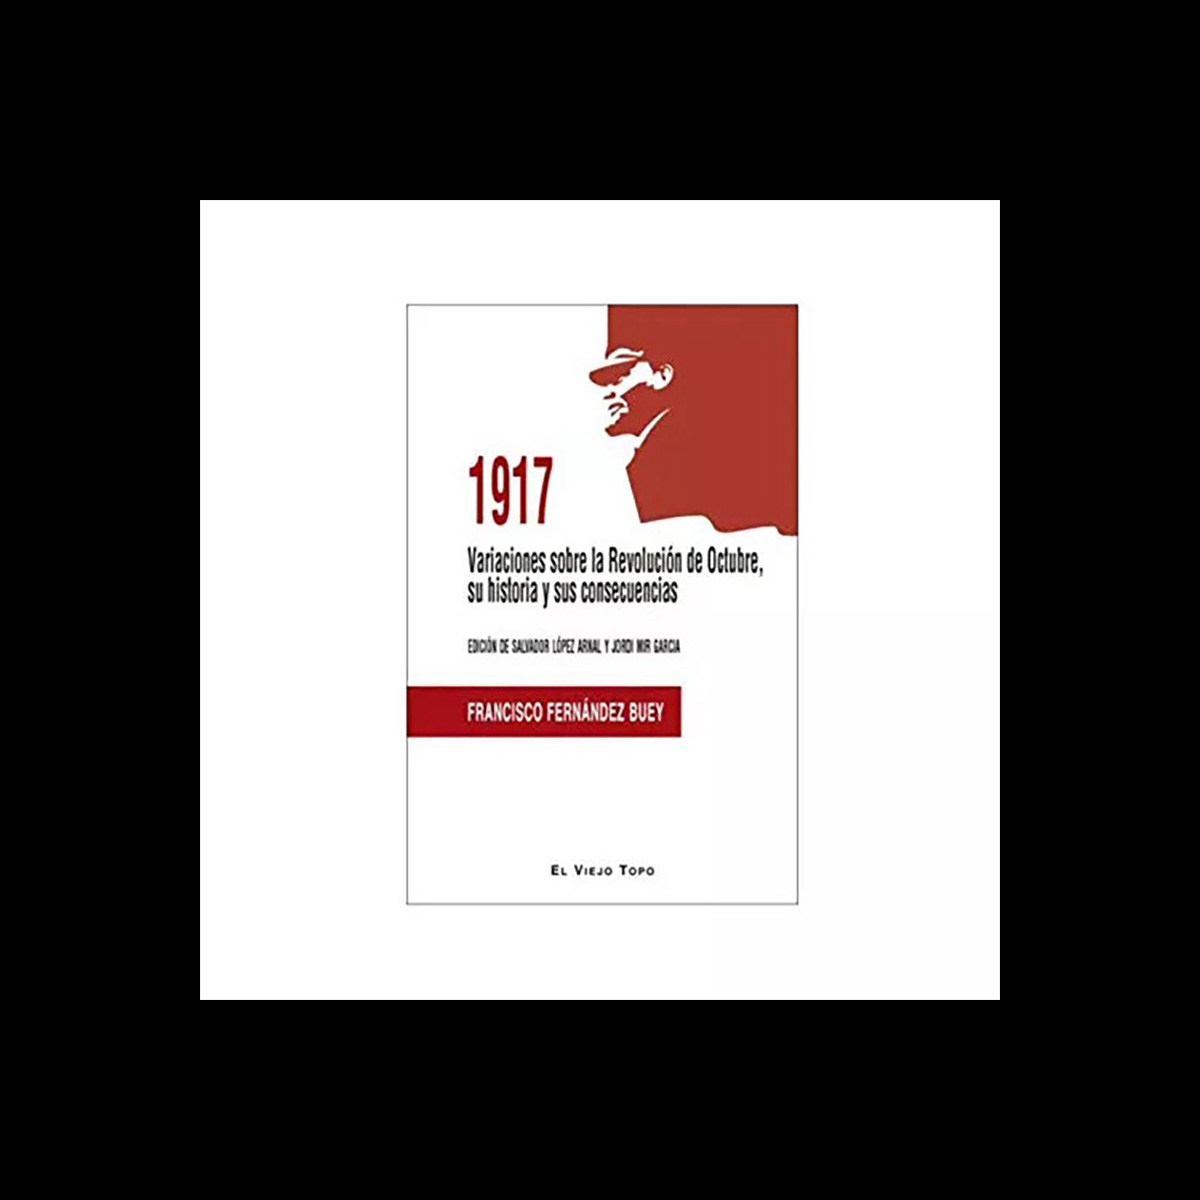 1917
Variaciones sobre la Revolución de Octubre,
su historia y sus consecuencias
EDICIÓN DE SALVADOR LÓPEZ ARNAL Y JORDI MIR GARCIA
FRANCISCO FERNÁNDEZ BUEY
EL VIEJO TOPO